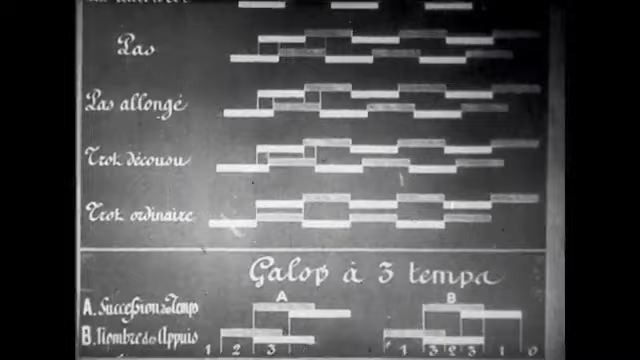 Pas
Pas allongé
Trot décousu
Trot ordinaire
Galop à 3 temps
A
B
A. Succession des Temps
B. Nombre des Appuis
1 2 3
1 3 2 3 1 0